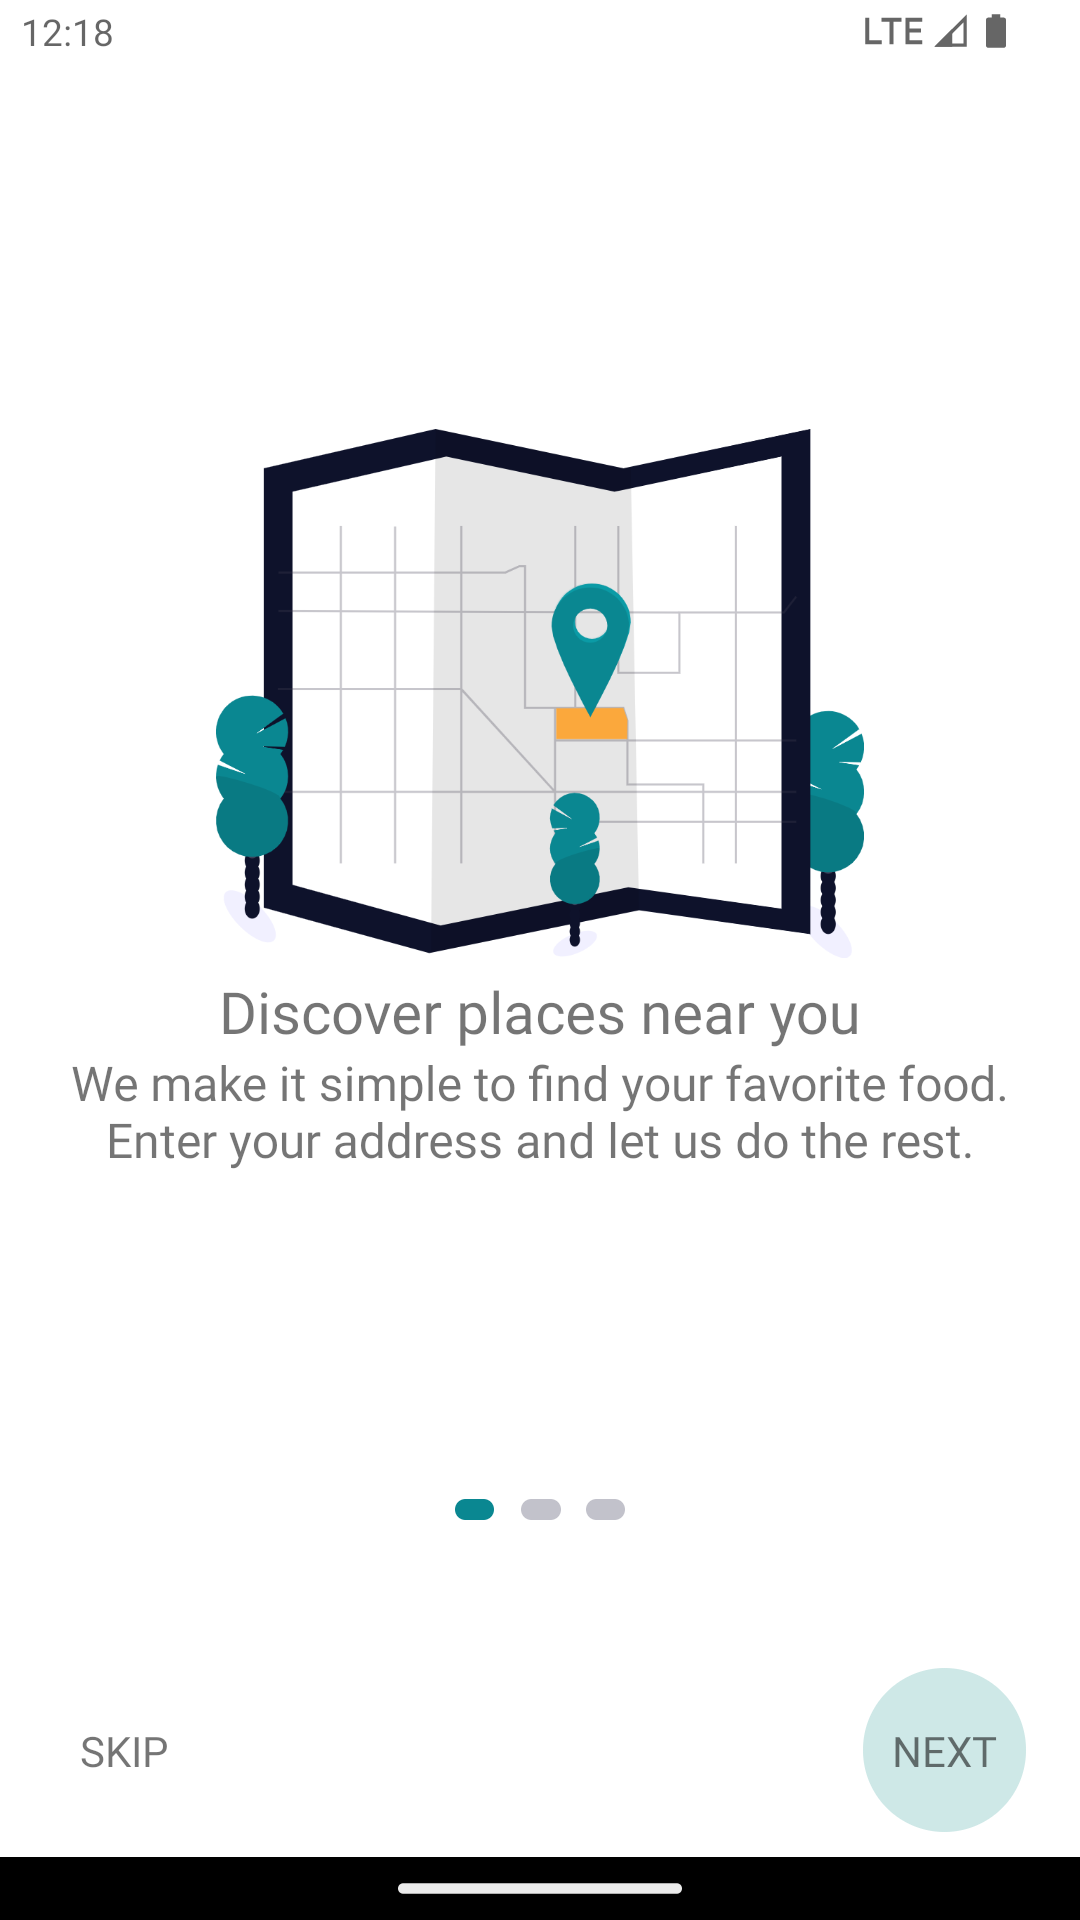 12:18
LTE
Discover places near you
We make it simple to find your favorite food.
Enter your address and let us do the rest.
SKIP
NEXT